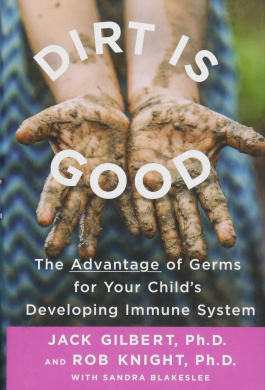 DIRT IS
GOOD
The Advantage of Germs
for Your Child's
Developing Immune System
JACK GILBERT, Ph.D.
AND ROB KNIGHT, Ph.D.
WITH SANDRA BLAKESLEE